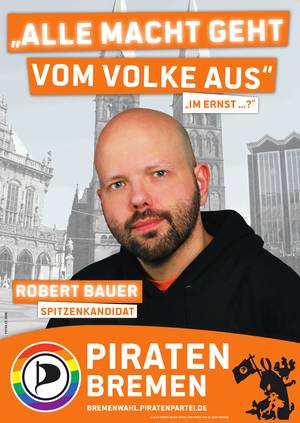 „ALLE MACHT GEHT
VOM VOLKE AUS“
„IM ERNST ...?“
ROBERT BAUER
SPITZENKANDIDAT
PIRATEN
BREMEN
BREMENWAHL.PIRATENPARTEI.DE